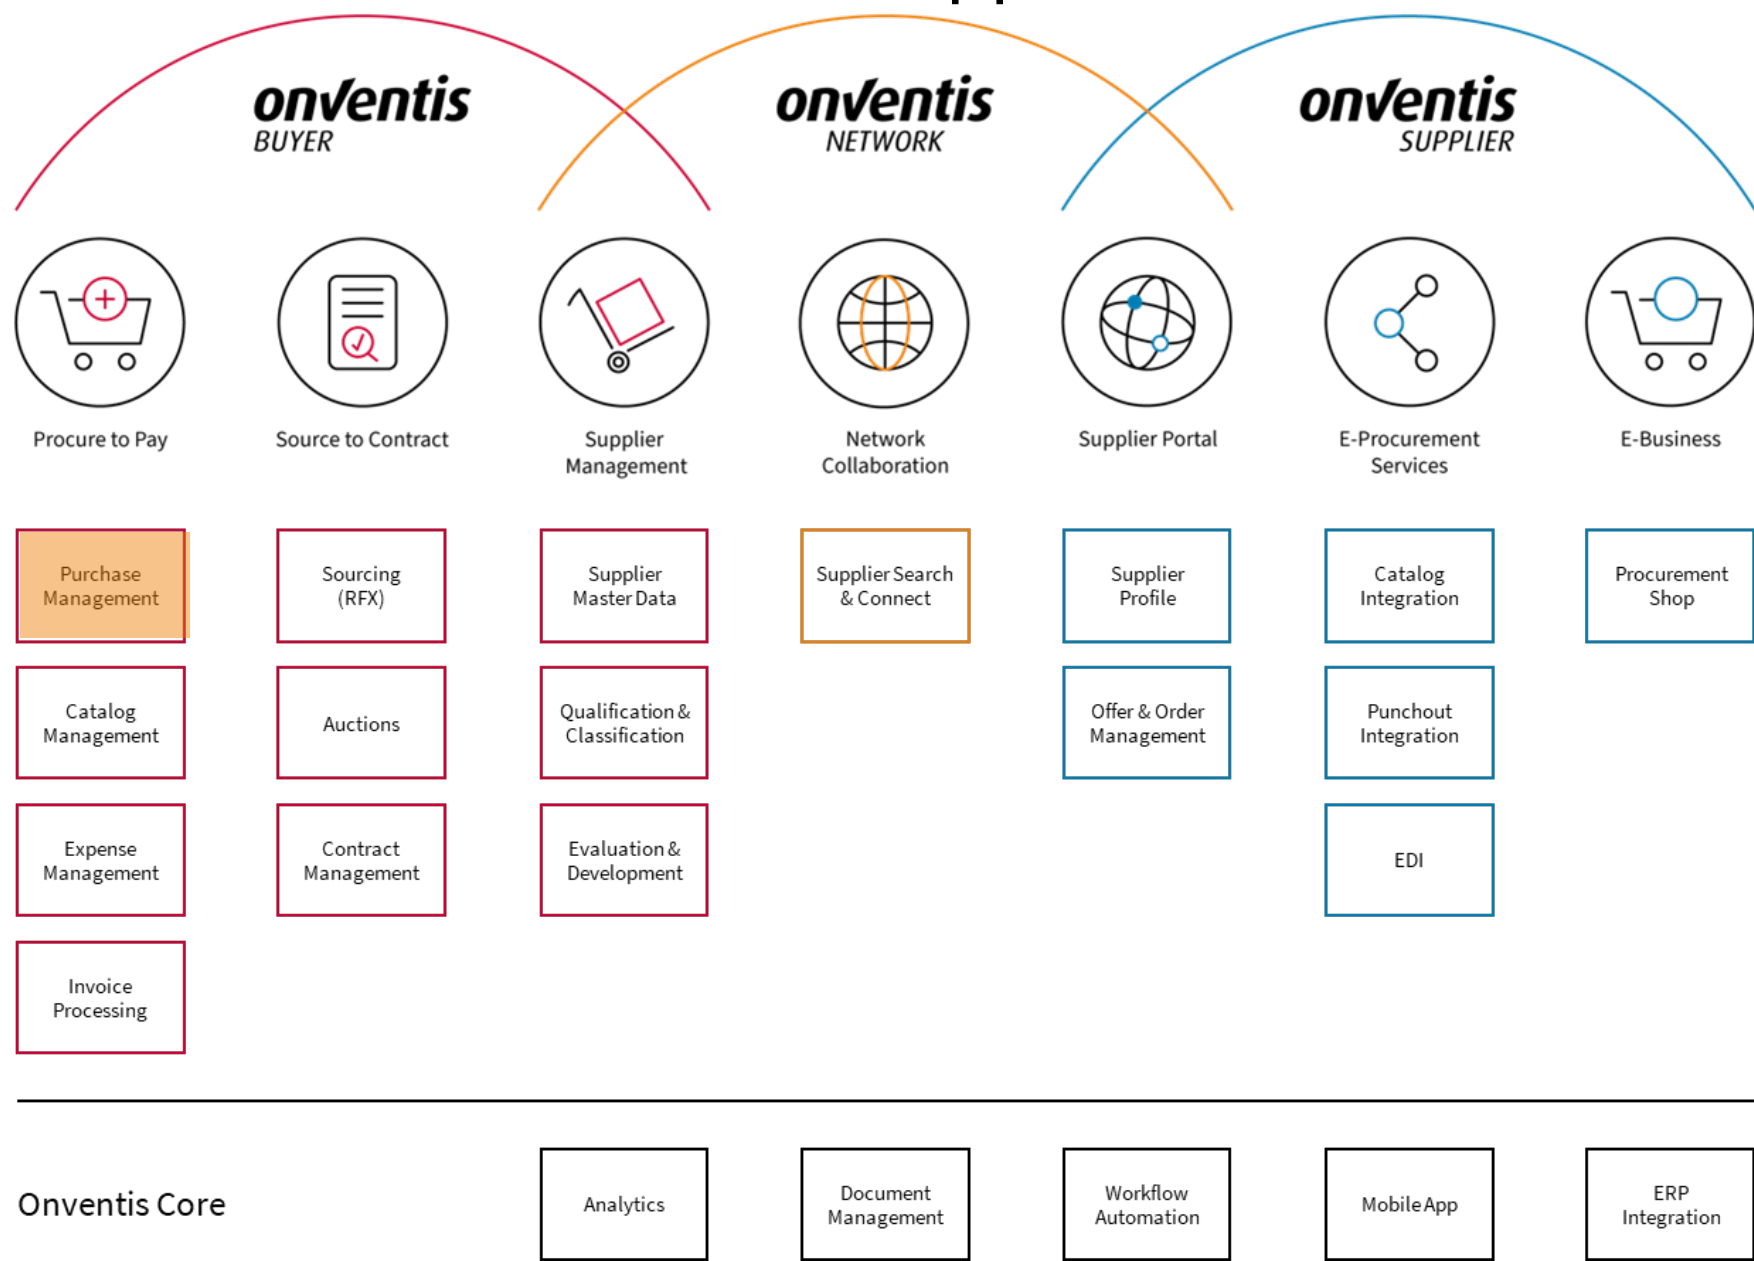 onventis
BUYER
onventis
NETWORK
onventis
SUPPLIER
Procure to Pay
Source to Contract
Supplier
Management
Network
Collaboration
Supplier Portal
E-Procurement
Services
E-Business
Purchase
Management
Sourcing
(RFX)
Supplier
Master Data
Supplier Search
& Connect
Supplier
Profile
Catalog
Integration
Procurement
Shop
Catalog
Management
Auctions
Qualification &
Classification
Offer & Order
Management
Punchout
Integration
Expense
Management
Contract
Management
Evaluation &
Development
EDI
Invoice
Processing
Onventis Core
Analytics
Document
Management
Workflow
Automation
Mobile App
ERP
Integration